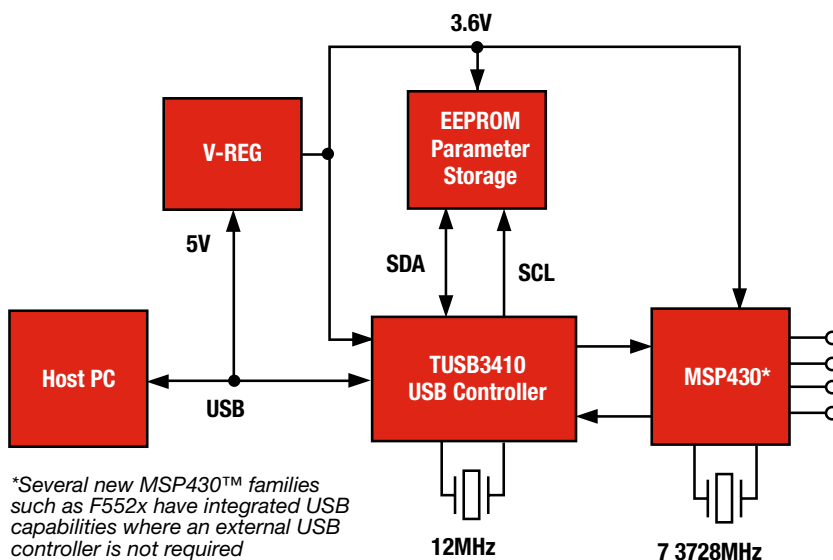 3.6V
V-REG
EEPROM
Parameter
Storage
5V
SDA
SCL
Host PC
USB
TUSB3410
USB Controller
MSP430*
*Several new MSP430™ families
such as F552x have integrated USB
capabilities where an external USB
controller is not required
12MHz
7 3728MHz